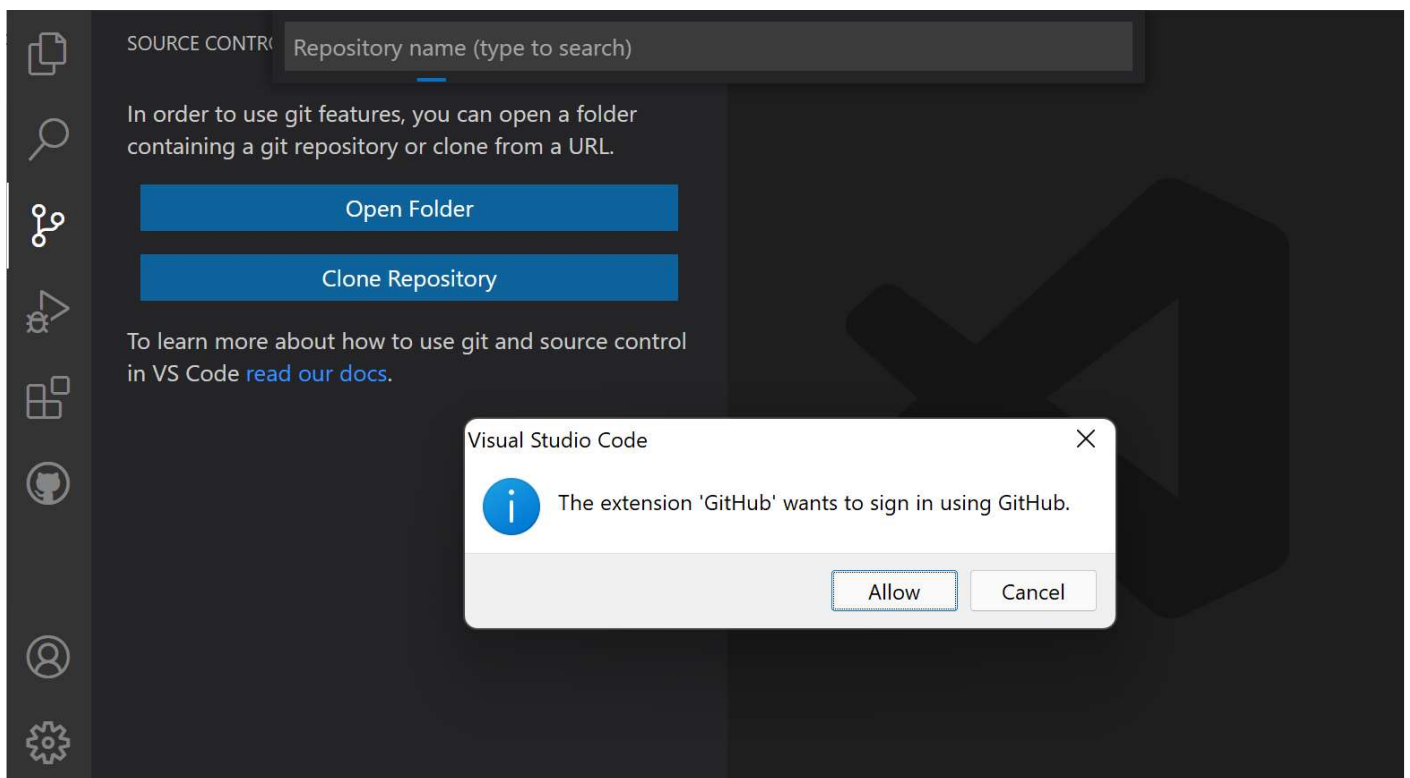 SOURCE CONTR
Repository name (type to search)
In order to use git features, you can open a folder
containing a git repository or clone from a URL.
Open Folder
Clone Repository
To learn more about how to use git and source control
in VS Code read our docs.
Visual Studio Code
The extension 'GitHub' wants to sign in using GitHub.
Allow
Cancel